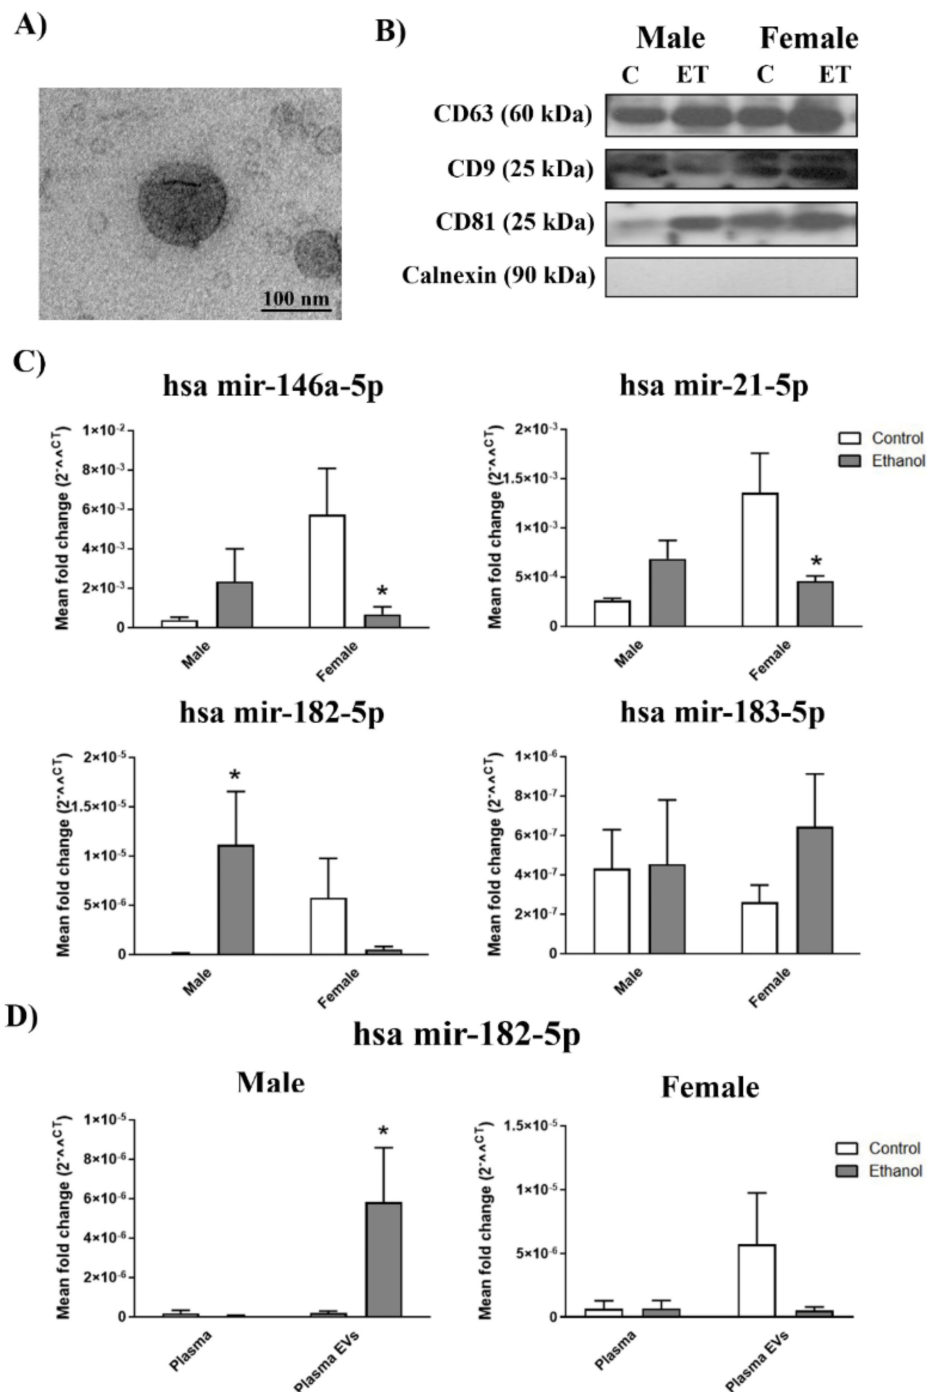 A)
100 nm
B)
Male Female
C ET C ET
CD63 (60 kDa)
CD9 (25 kDa)
CD81 (25 kDa)
Calnexin (90 kDa)
C)
hsa mir-146a-5p
Mean fold change (2^-^^CT)
1×10⁻²
8×10⁻³
6×10⁻³
4×10⁻³
2×10⁻³
0
Male
Female
*
hsa mir-21-5p
Mean fold change (2^-^^CT)
2×10⁻³
1.5×10⁻³
1×10⁻³
5×10⁻⁴
0
Male
Female
*
Control
Ethanol
hsa mir-182-5p
Mean fold change (2^-^^CT)
2×10⁻⁵
1.5×10⁻⁵
1×10⁻⁵
5×10⁻⁶
0
Male
Female
*
hsa mir-183-5p
Mean fold change (2^-^^CT)
1×10⁻⁶
8×10⁻⁷
6×10⁻⁷
4×10⁻⁷
2×10⁻⁷
0
Male
Female
D)
hsa mir-182-5p
Male
Mean fold change (2^-^^CT)
1×10⁻⁵
8×10⁻⁶
6×10⁻⁶
4×10⁻⁶
2×10⁻⁶
0
Plasma
Plasma EVs
*
Female
Mean fold change (2^-^^CT)
1.5×10⁻⁵
1×10⁻⁵
5×10⁻⁶
0
Plasma
Plasma EVs
Control
Ethanol